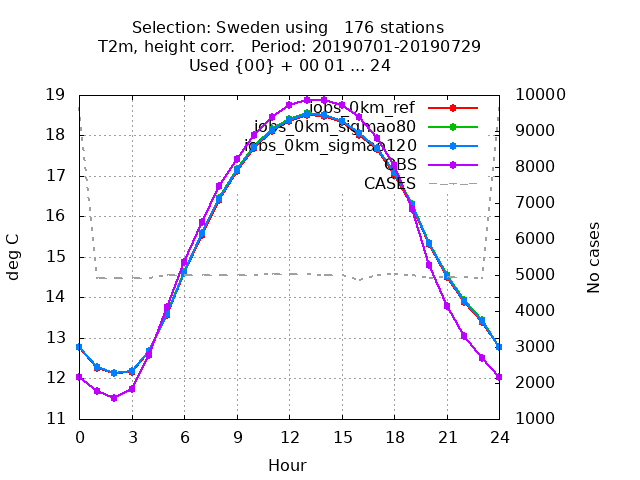 Selection: Sweden using 176 stations
T2m, height corr. Period: 20190701-20190729
Used {00} + 00 01 ... 24
iobs_0km_ref
iobs_0km_sigmao80
iobs_0km_sigmao120
OBS
CASES
19
18
17
16
15
14
13
12
11
deg C
10000
9000
8000
7000
6000
5000
4000
3000
2000
1000
No cases
0 3 6 9 12 15 18 21 24
Hour